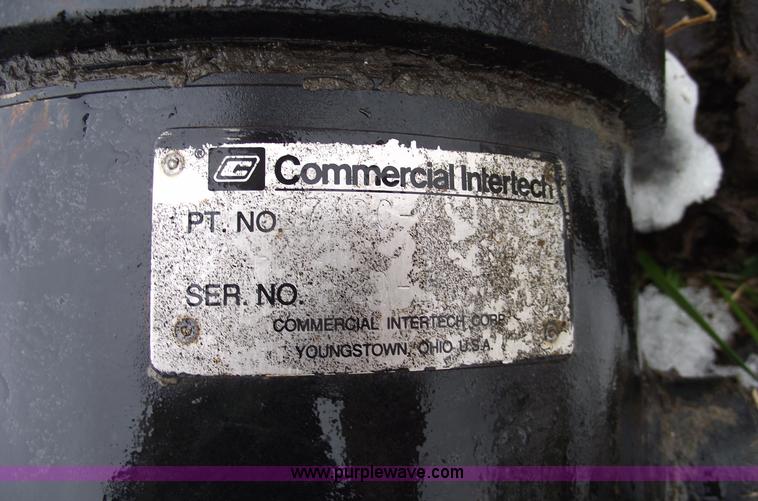 ® Commercial Intertech
PT. NO.
SER. NO.
COMMERCIAL INTERTECH CORP.
YOUNGSTOWN, OHIO U.S.A.
www.purplewave.com